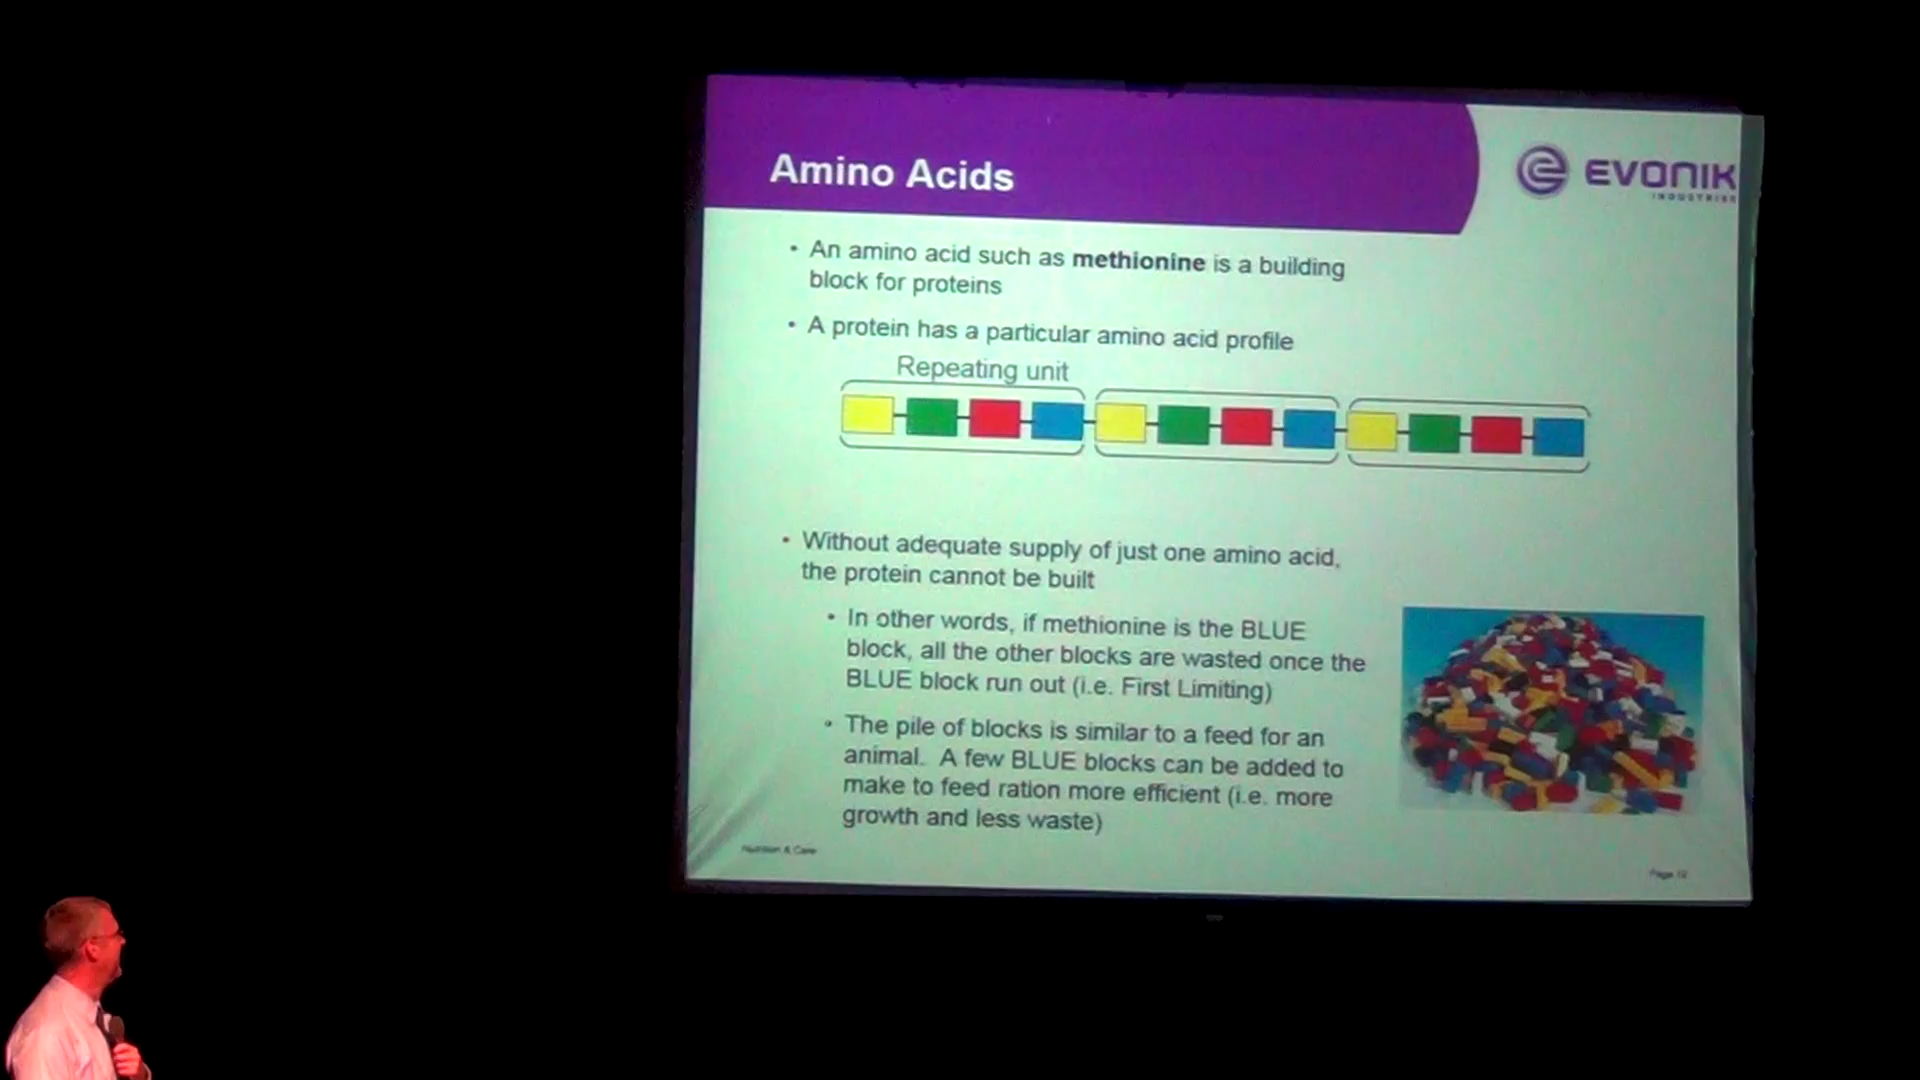 Amino Acids
EVONIK
INDUSTRIES
• An amino acid such as methionine is a building
block for proteins
• A protein has a particular amino acid profile
Repeating unit
• Without adequate supply of just one amino acid,
the protein cannot be built
• In other words, if methionine is the BLUE
block, all the other blocks are wasted once the
BLUE block run out (i.e. First Limiting)
• The pile of blocks is similar to a feed for an
animal. A few BLUE blocks can be added to
make to feed ration more efficient (i.e. more
growth and less waste)
Nutrition & Care
Page